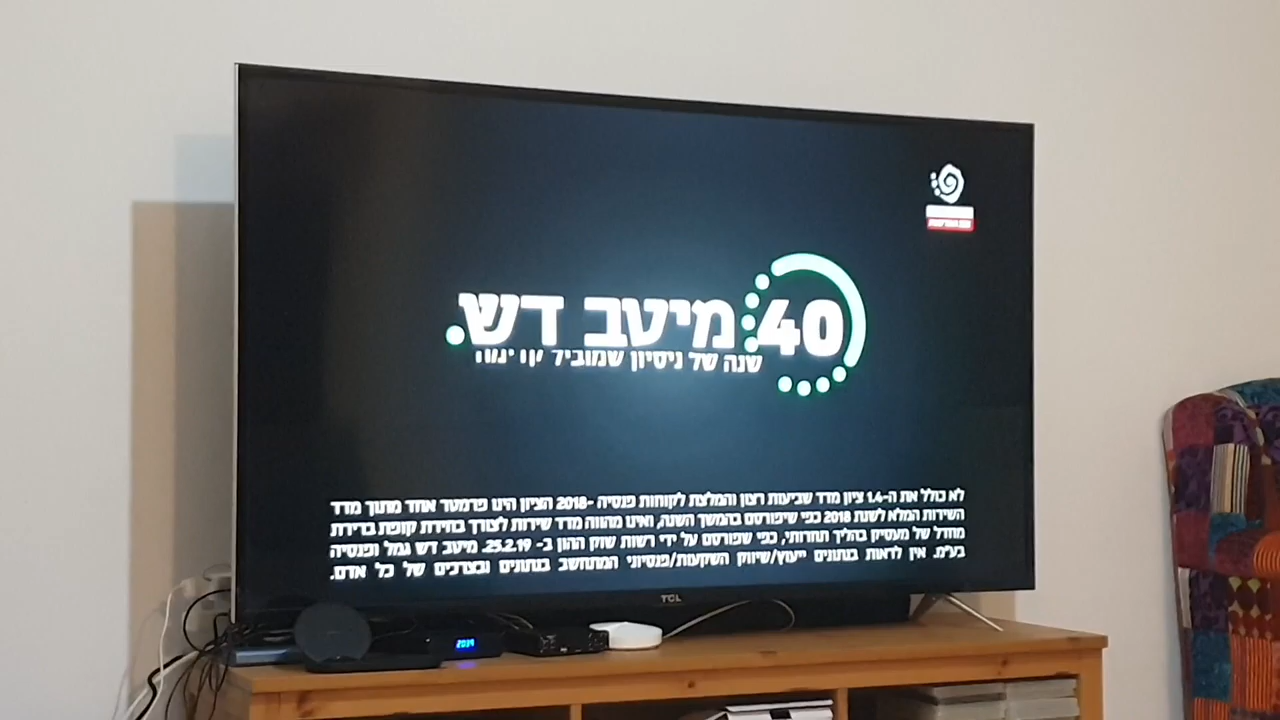 40 מיטב דש.
שנה של ניסיון שמוביל
לא כולל את ה-1.4 ציון מדד שביעות רצון והמלצת לקוחות פנסיה -2018 הציון הינו פרמטר אחד מתוך מדד
השירות המלא לשנת 2018 כפי שיפורסם בהמשך השנה, ואינו מהווה מדד שירות לצורך בחירת קופת ברירת
מחדל של מעסיק בהליך תחרותי, כפי שפורסם על ידי רשות שוק ההון ב- 25.2.19. מיטב דש גמל ופנסיה
בע"מ. אין לראות בנתונים ייעוץ/שיווק השקעות/פנסיוני המתחשב בנתונים ובצרכים של כל אדם.
TCL